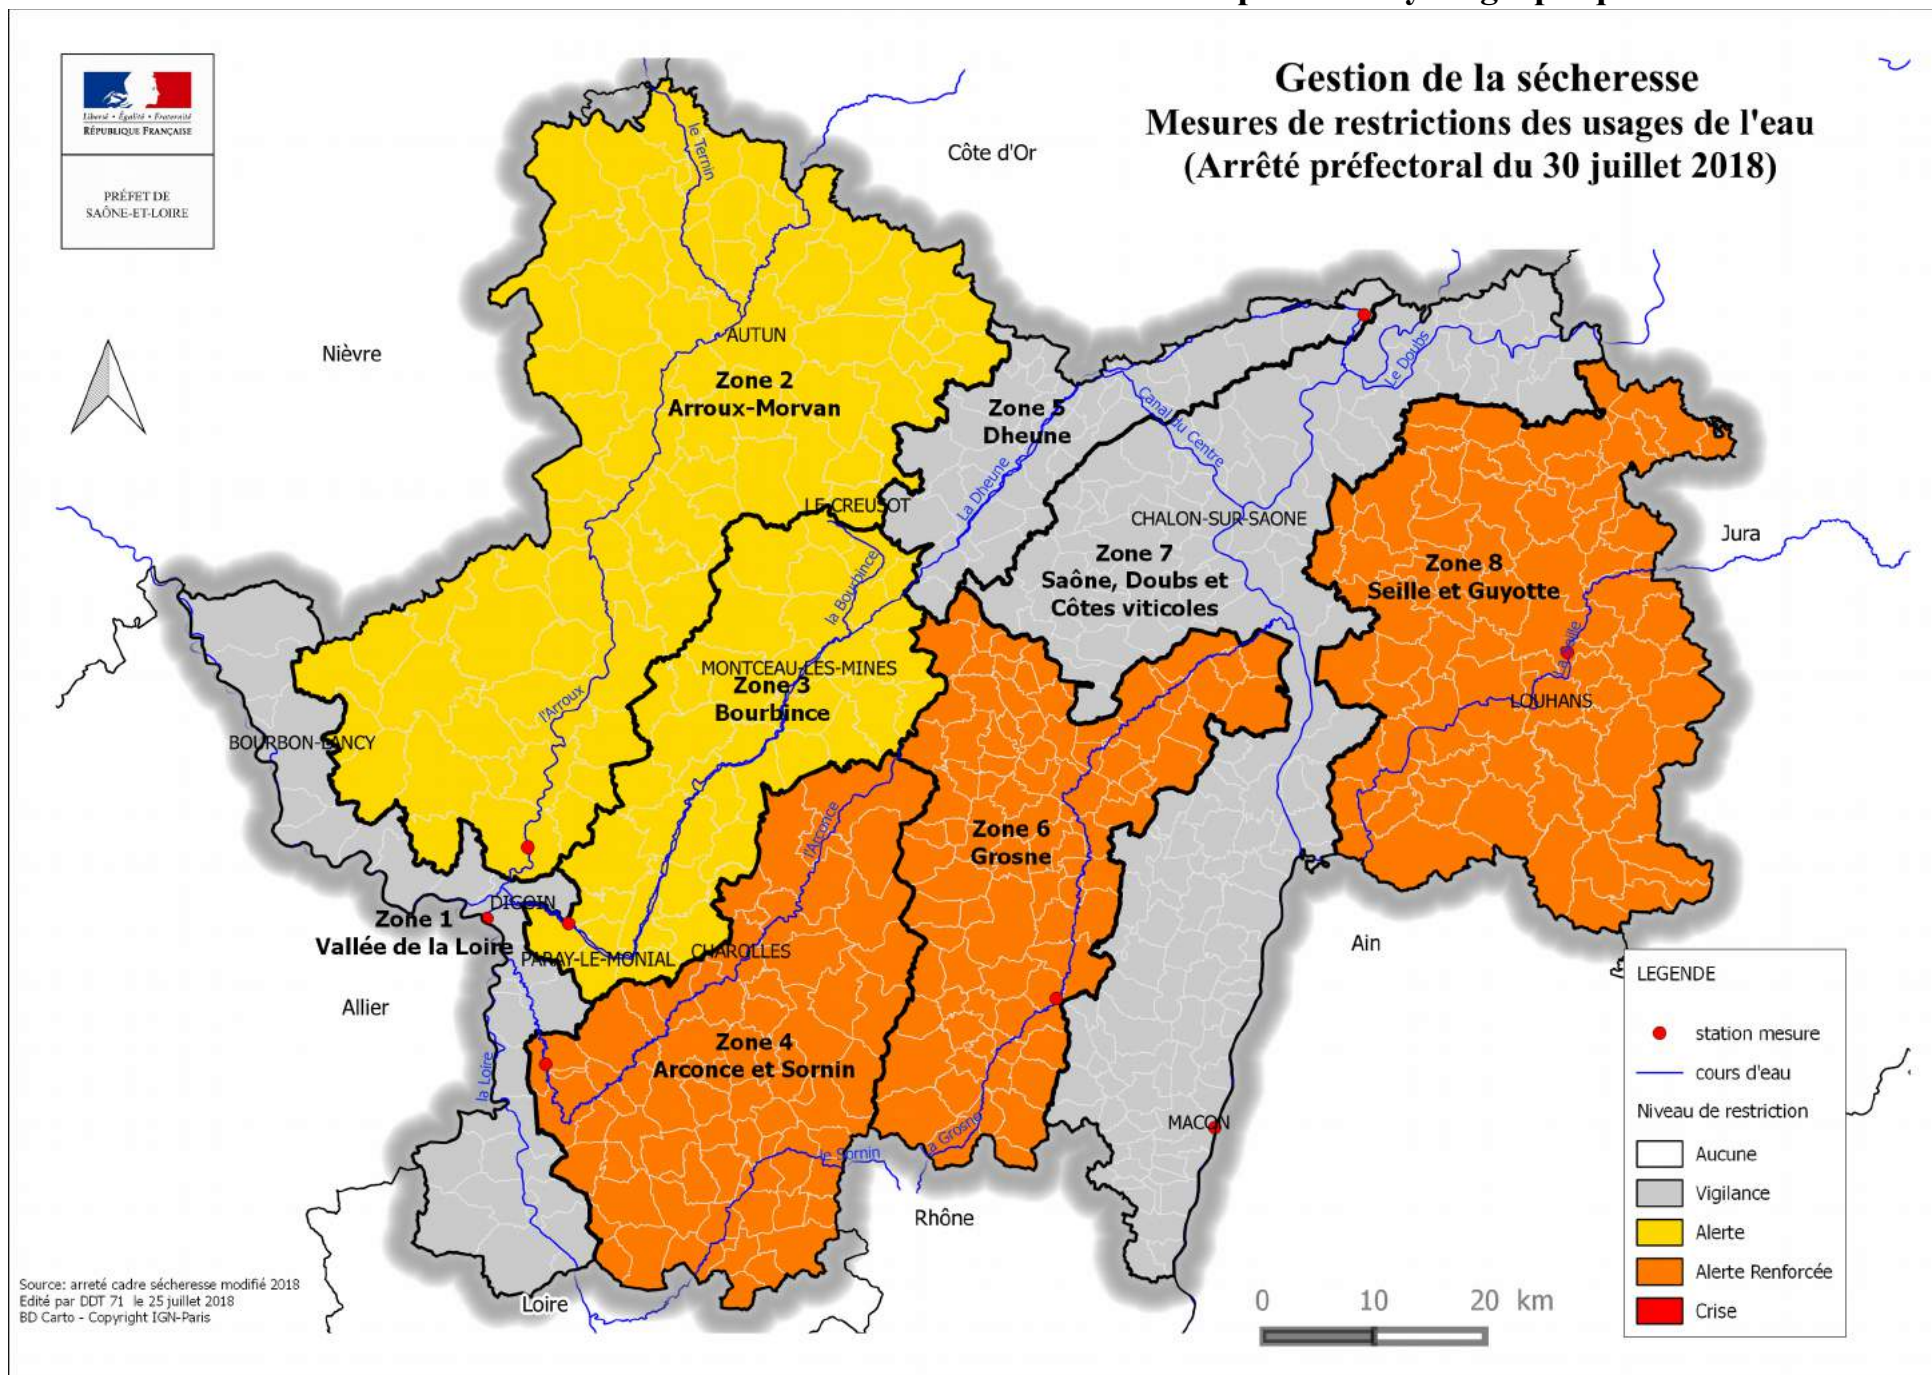 Gestion de la sécheresse
Mesures de restrictions des usages de l'eau
(Arrêté préfectoral du 30 juillet 2018)
Liberté • Égalité • Fraternité
RÉPUBLIQUE FRANÇAISE
PRÉFET DE
SAÔNE-ET-LOIRE
Côte d'Or
Nièvre
Jura
Ain
Allier
Rhône
Loire
le Ternin
AUTUN
Zone 2
Arroux-Morvan
Zone 5
Dheune
La Dheune
Canal du Centre
Le Doubs
LE CREUSOT
CHALON-SUR-SAONE
Zone 7
Saône, Doubs et
Côtes viticoles
Zone 8
Seille et Guyotte
La Seille
LOUHANS
la Bourbince
MONTCEAU-LES-MINES
Zone 3
Bourbince
l'Arroux
BOURBON-LANCY
l'Arconce
Zone 6
Grosne
DIGOIN
Zone 1
Vallée de la Loire
PARAY-LE-MONIAL
CHAROLLES
Zone 4
Arconce et Sornin
la Loire
le Sornin
la Grosne
MACON
LEGENDE
station mesure
cours d'eau
Niveau de restriction
Aucune
Vigilance
Alerte
Alerte Renforcée
Crise
0 10 20 km
Source: arreté cadre sécheresse modifié 2018
Edité par DDT 71 le 25 juillet 2018
BD Carto - Copyright IGN-Paris